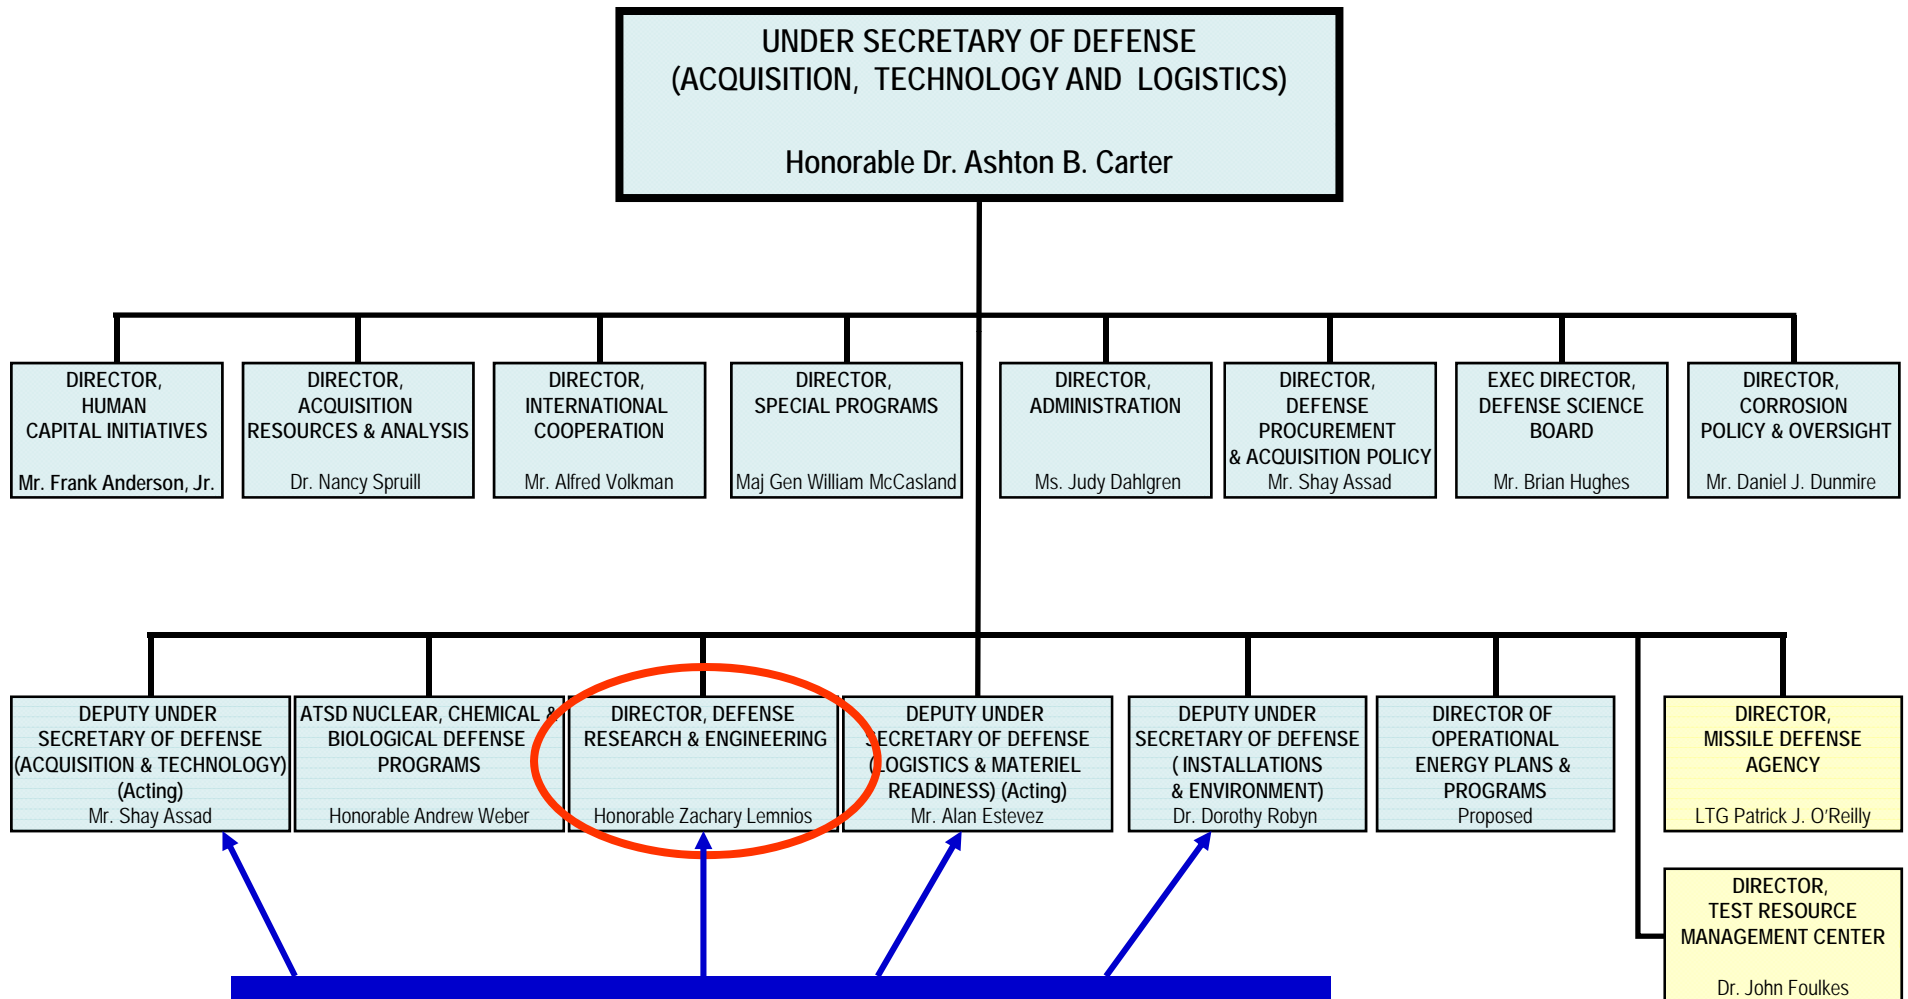 UNDER SECRETARY OF DEFENSE
(ACQUISITION, TECHNOLOGY AND LOGISTICS)
Honorable Dr. Ashton B. Carter
DIRECTOR,
HUMAN
CAPITAL INITIATIVES
Mr. Frank Anderson, Jr.
DIRECTOR,
ACQUISITION
RESOURCES & ANALYSIS
Dr. Nancy Spruill
DIRECTOR,
INTERNATIONAL
COOPERATION
Mr. Alfred Volkman
DIRECTOR,
SPECIAL PROGRAMS
Maj Gen William McCasland
DIRECTOR,
ADMINISTRATION
Ms. Judy Dahlgren
DIRECTOR,
DEFENSE
PROCUREMENT
& ACQUISITION POLICY
Mr. Shay Assad
EXEC DIRECTOR,
DEFENSE SCIENCE
BOARD
Mr. Brian Hughes
DIRECTOR,
CORROSION
POLICY & OVERSIGHT
Mr. Daniel J. Dunmire
DEPUTY UNDER
SECRETARY OF DEFENSE
(ACQUISITION & TECHNOLOGY)
(Acting)
Mr. Shay Assad
ATSD NUCLEAR, CHEMICAL &
BIOLOGICAL DEFENSE
PROGRAMS
Honorable Andrew Weber
DIRECTOR, DEFENSE
RESEARCH & ENGINEERING
Honorable Zachary Lemnios
DEPUTY UNDER
SECRETARY OF DEFENSE
(LOGISTICS & MATERIEL
READINESS) (Acting)
Mr. Alan Estevez
DEPUTY UNDER
SECRETARY OF DEFENSE
( INSTALLATIONS
& ENVIRONMENT)
Dr. Dorothy Robyn
DIRECTOR OF
OPERATIONAL
ENERGY PLANS &
PROGRAMS
Proposed
DIRECTOR,
MISSILE DEFENSE
AGENCY
LTG Patrick J. O'Reilly
DIRECTOR,
TEST RESOURCE
MANAGEMENT CENTER
Dr. John Foulkes